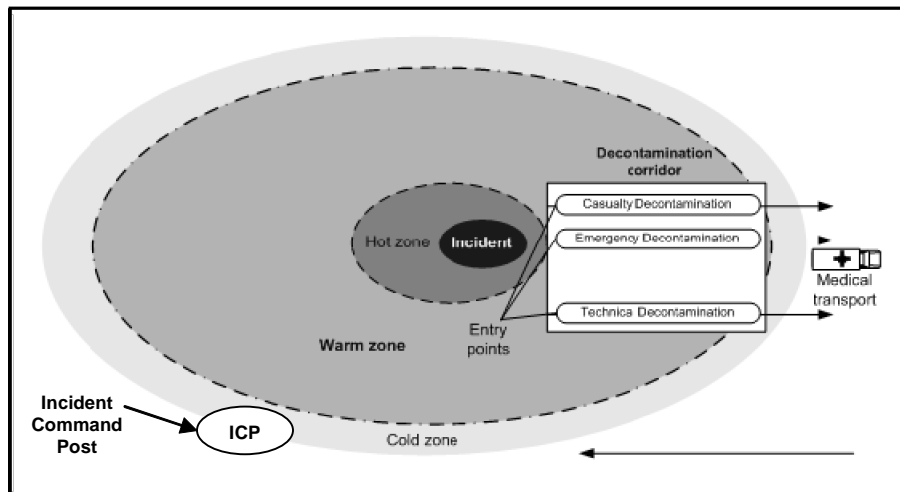 Decontamination
corridor
Casualty Decontamination
Hot zone
Incident
Emergency Decontamination
Medical
transport
Technical Decontamination
Entry
points
Warm zone
Incident
Command
Post
ICP
Cold zone